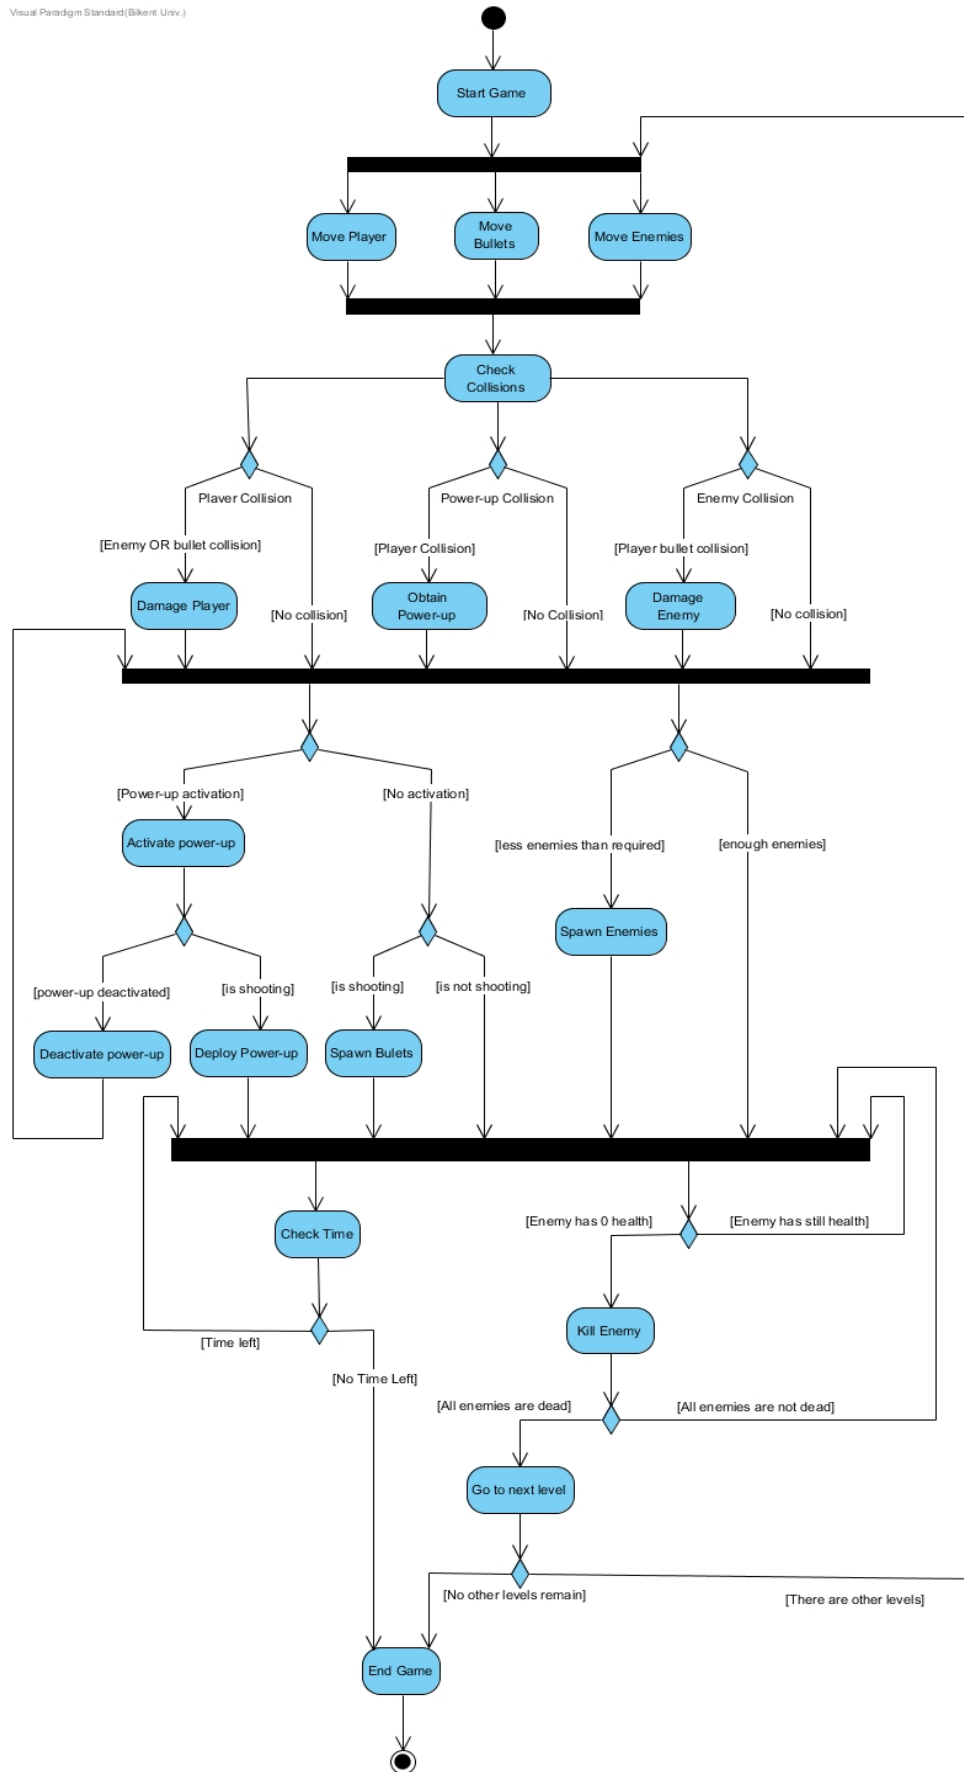 Visual Paradigm Standard(Bilkent Univ.)
Start Game
Move Player
Move
Bullets
Move Enemies
Check
Collisions
Player Collision
Power-up Collision
Enemy Collision
[Enemy OR bullet collision]
[Player Collision]
[Player bullet collision]
Damage Player
[No collision]
Obtain
Power-up
[No Collision]
Damage
Enemy
[No collision]
[Power-up activation]
[No activation]
Activate power-up
[less enemies than required]
[enough enemies]
Spawn Enemies
[power-up deactivated]
[is shooting]
[is shooting]
[is not shooting]
Deactivate power-up
Deploy Power-up
Spawn Bulets
Check Time
[Enemy has 0 health]
[Enemy has still health]
[Time left]
[No Time Left]
Kill Enemy
[All enemies are dead]
[All enemies are not dead]
Go to next level
[No other levels remain]
[There are other levels]
End Game